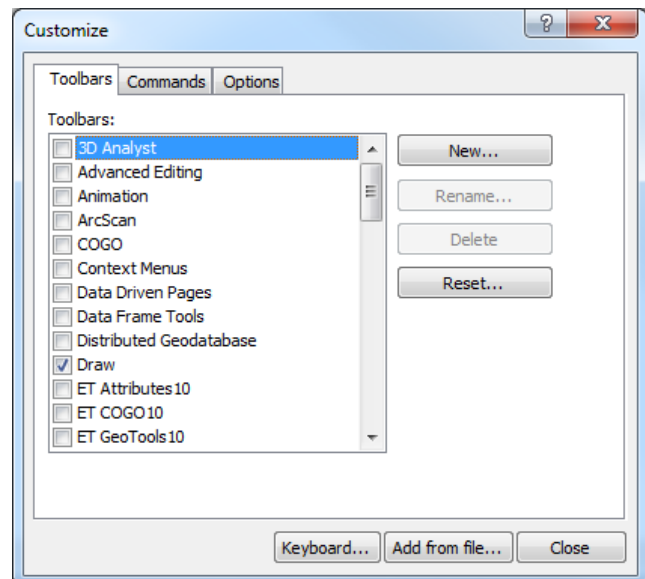 Customize
Toolbars Commands Options
Toolbars:
3D Analyst
Advanced Editing
Animation
ArcScan
COGO
Context Menus
Data Driven Pages
Data Frame Tools
Distributed Geodatabase
Draw
ET Attributes10
ET COGO10
ET GeoTools10
New...
Rename...
Delete
Reset...
Keyboard... Add from file... Close